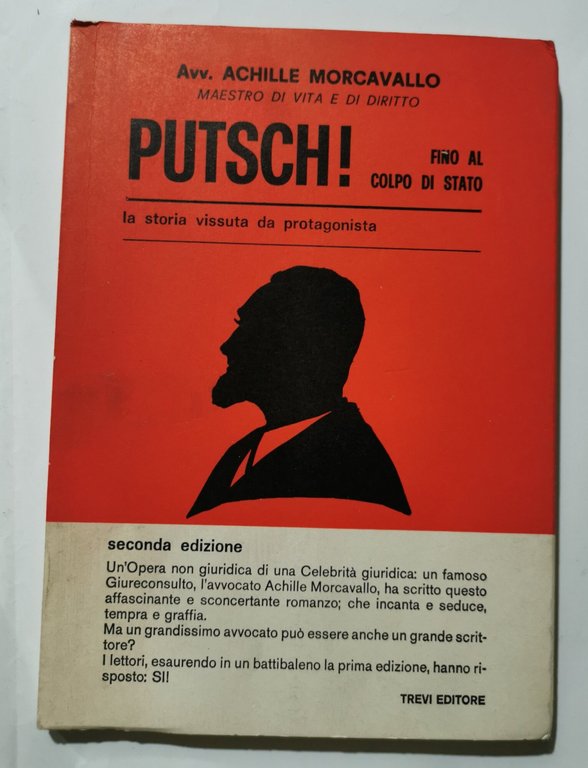 Avv. ACHILLE MORCAVALLO
MAESTRO DI VITA E DI DIRITTO
PUTSCH!
FINO AL
COLPO DI STATO
la storia vissuta da protagonista
seconda edizione
Un'Opera non giuridica di una Celebrità giuridica: un famoso
Giureconsulto, l'avvocato Achille Morcavallo, ha scritto questo
affascinante e sconcertante romanzo; che incanta e seduce,
tempra e graffia.
Ma un grandissimo avvocato può essere anche un grande scrit-
tore?
I lettori, esaurendo in un battibaleno la prima edizione, hanno ri-
sposto: SI!
TREVI EDITORE